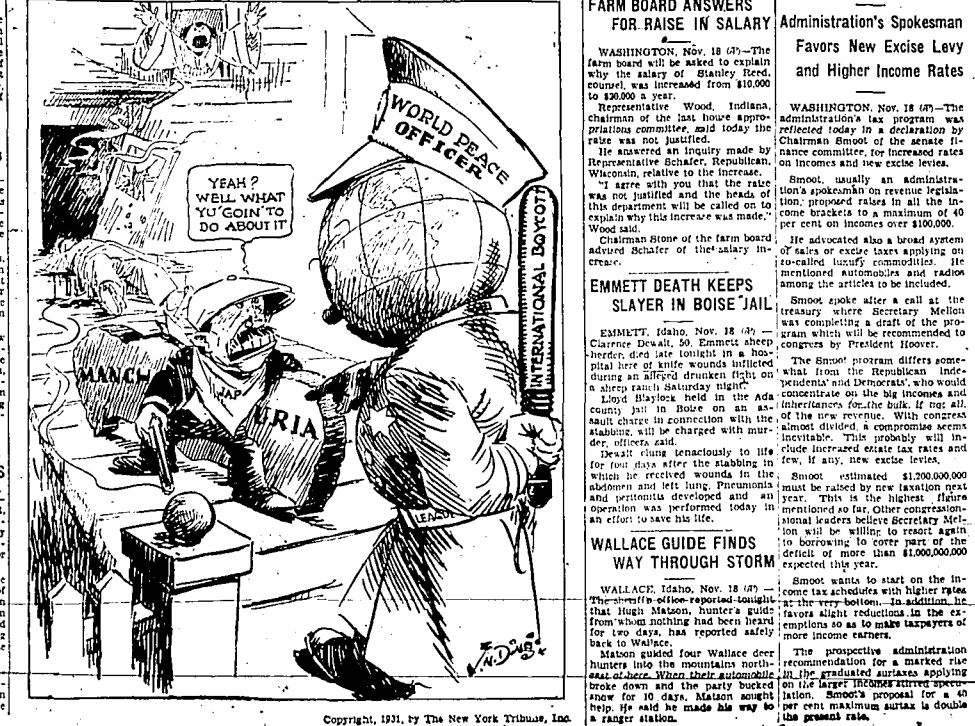 WORLD PEACE
OFFICER
YEAH?
WELL WHAT
YU'GOIN'TO
DO ABOUT IT
INTERNATIONAL BOYCOTT
MANCH
URIA
JAP
LEAGUE
Copyright, 1931, by The New York Tribune, Inc.
FARM BOARD ANSWERS
FOR RAISE IN SALARY
WASHINGTON, Nov. 18 (AP)—The
farm board will be asked to explain
why the salary of Stanley Reed,
counsel, was increased from $10,000
to $20,000 a year.
Representative Wood, Indiana,
chairman of the last house appro-
priations committee, said today the
raise was not justified.
He answered an inquiry made by
Representative Schafer, Republican,
Wisconsin, relative to the increase.
"I agree with you that the raise
was not justified and the heads of
this department will be called on to
explain why this increase was made,"
Wood said.
Chairman Stone of the farm board
advised Schafer of the salary in-
crease.
EMMETT DEATH KEEPS
SLAYER IN BOISE JAIL
EMMETT, Idaho, Nov. 18 (AP) —
Clarence Dewalt, 50, Emmett sheep
herder, died late tonight in a hos-
pital here of knife wounds inflicted
during an alleged drunken fight on
a sheep ranch Saturday night.
Lloyd Blaylock held in the Ada
county jail in Boise on an as-
sault charge in connection with the
stabbing, will be charged with mur-
der, officers said.
Dewalt clung tenaciously to life
for four days after the stabbing in
which he received wounds in the
abdomen and le lung. Pneumonia
and peritonitis developed and an
operation was performed today in
an effort to save his life.
WALLACE GUIDE FINDS
WAY THROUGH STORM
WALLACE, Idaho, Nov. 18 (AP) —
The sheriff's office reported tonight
that Hugh Matson, hunter's guide
from whom nothing had been heard
for two days, has reported safely
back to Wallace.
Matson guided four Wallace deer
hunters into the mountains north-
east of here. When their automobile
broke down and the party bucked
snow for 10 days, Matson sought
help. He said he made his way to
a ranger station.
Administration's Spokesman
Favors New Excise Levy
and Higher Income Rates
WASHINGTON, Nov. 18 (AP)—The
administration's tax program was
reflected today in a declaration by
Chairman Smoot of the senate fi-
nance committee, for increased rates
on incomes and new excise levies.
Smoot, usually an administra-
tion's spokesman on revenue legisla-
tion, proposed raises in all the in-
come brackets to a maximum of 40
per cent on incomes over $100,000.
He advocated also a broad system
of sales or excise taxes applying on
so-called luxury commodities. He
mentioned automobiles and radios
among the articles to be included.
Smoot spoke after a call at the
treasury where Secretary Mellon
was completing a draft of the pro-
gram which will be recommended to
congress by President Hoover.
The Smoot program differs some-
what from the Republican Inde-
pendents' and Democrats', who would
concentrate on the big incomes and
inheritances for the bulk, if not all,
of the new revenue. With congress
almost divided, a compromise seems
inevitable. This probably will in-
clude increased estate tax rates and
few, if any, new excise levies.
Smoot estimated $1,200,000,000
must be raised by new taxation next
year. This is the highest figure
mentioned so far. Other congres-
sional leaders believe Secretary Mel-
lon will be willing to resort again
to borrowing to cover part of the
deficit of more than $1,000,000,000
expected this year.
Smoot wants to start on the in-
come tax schedules with higher rates
at the very bottom. In addition, he
favors slight reductions in the ex-
emptions so as to make taxpayers of
more income earners.
The prospective administration
recommendation for a marked rise
in the graduated surtaxes applying
on the larger incomes stirred specu-
lation. Smoot's proposal for a 40
per cent maximum surtax is double
the present rate.